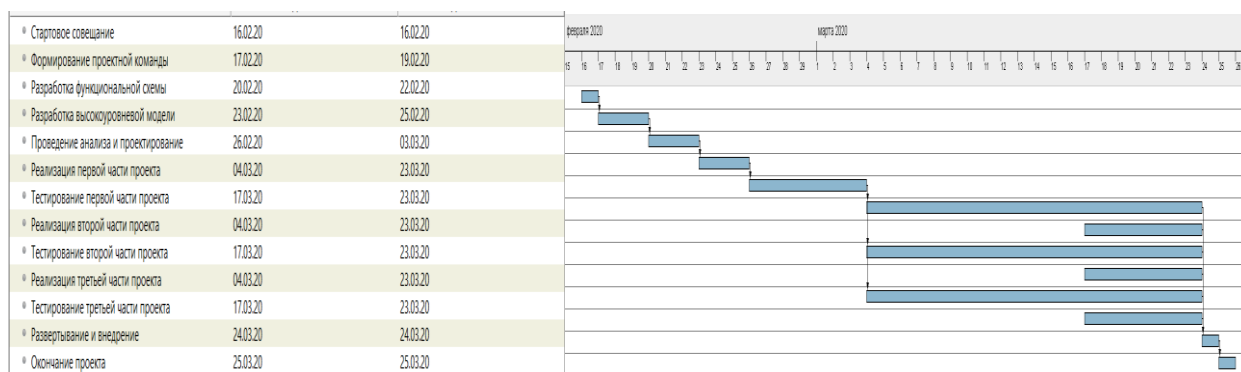 Стартовое совещание 16.02.20 16.02.20
Формирование проектной команды 17.02.20 19.02.20
Разработка функциональной схемы 20.02.20 22.02.20
Разработка высокоуровневой модели 23.02.20 25.02.20
Проведение анализа и проектирование 26.02.20 03.03.20
Реализация первой части проекта 04.03.20 23.03.20
Тестирование первой части проекта 17.03.20 23.03.20
Реализация второй части проекта 04.03.20 23.03.20
Тестирование второй части проекта 17.03.20 23.03.20
Реализация третьей части проекта 04.03.20 23.03.20
Тестирование третьей части проекта 17.03.20 23.03.20
Развертывание и внедрение 24.03.20 24.03.20
Окончание проекта 25.03.20 25.03.20
февраля 2020 марта 2020
15 16 17 18 19 20 21 22 23 24 25 26 27 28 29 1 2 3 4 5 6 7 8 9 10 11 12 13 14 15 16 17 18 19 20 21 22 23 24 25 26